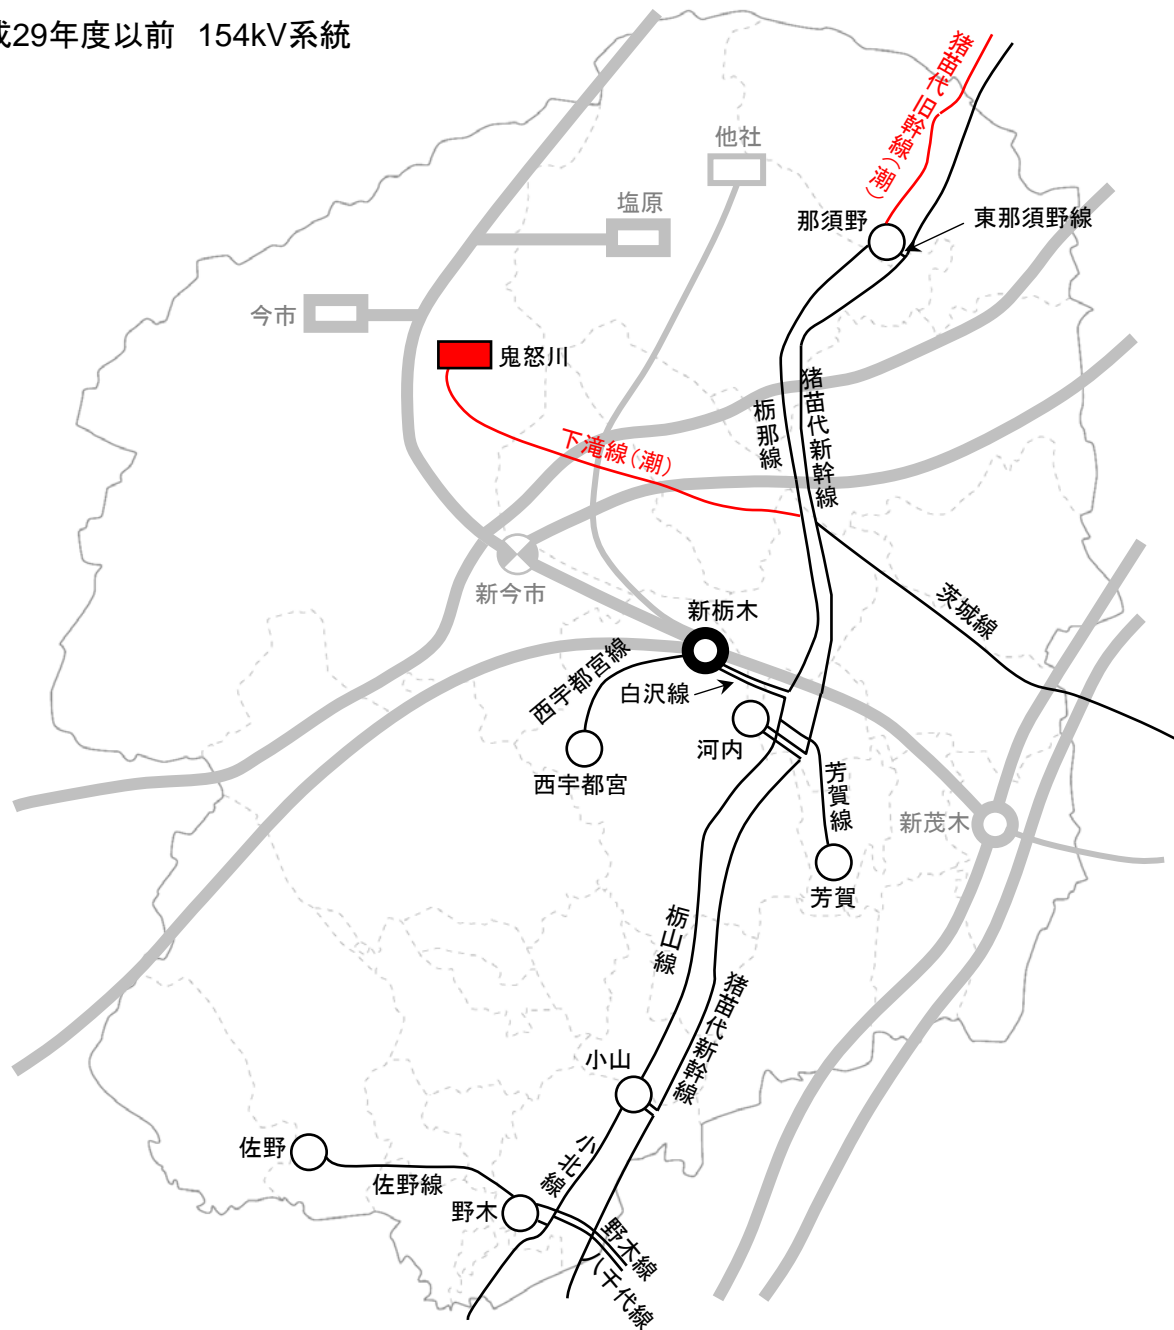 成29年度以前 154kV系統
猪苗代旧幹線(潮)
他社
塩原
那須野
東那須野線
今市
鬼怒川
猪苗代新幹線
栃那線
下滝線(潮)
新今市
茨城線
新栃木
西宇都宮線
白沢線
河内
西宇都宮
芳賀線
新茂木
芳賀
栃山線
猪苗代新幹線
小山
佐野
小北線
佐野線
野木
野木線
八千代線